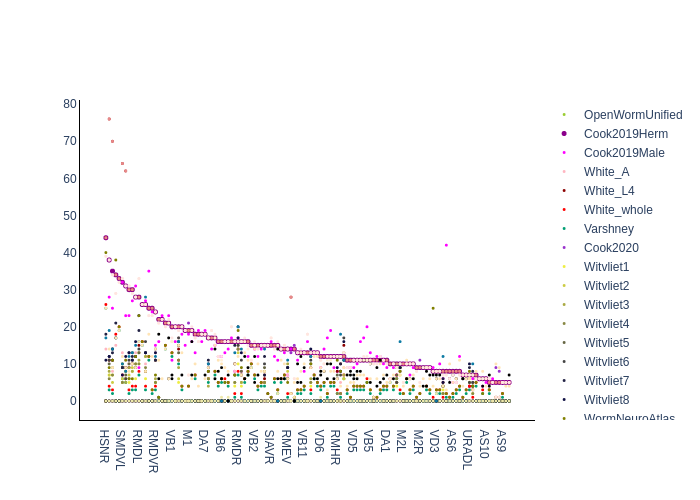 80
70
60
50
40
30
20
10
0
HSNR
SMDVL
RMDL
RMDVR
VB1
M1
DA7
VB6
RMDR
VB2
SIAVR
RMEV
VB11
VD6
RMHR
VD5
VB5
DA1
M2L
M2R
VD3
AS6
URADL
AS10
AS9
OpenWormUnified
Cook2019Herm
Cook2019Male
White_A
White_L4
White_whole
Varshney
Cook2020
Witvliet1
Witvliet2
Witvliet3
Witvliet4
Witvliet5
Witvliet6
Witvliet7
Witvliet8
WormNeuroAtlas